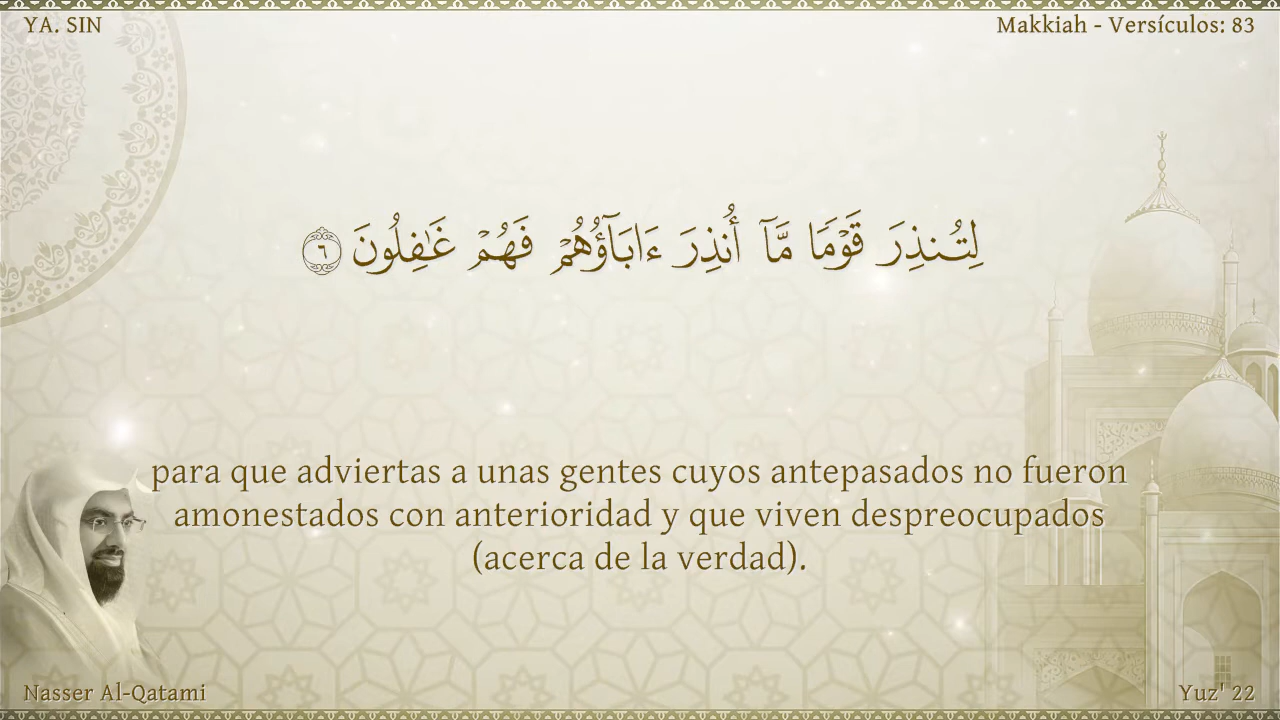 YA. SIN
Makkiah - Versículos: 83
لِتُنذِرَ قَوْمًا مَّآ أُنذِرَ ءَابَآؤُهُمْ فَهُمْ غَٰفِلُونَ ٦
para que adviertas a unas gentes cuyos antepasados no fueron
amonestados con anterioridad y que viven despreocupados
(acerca de la verdad).
Nasser Al-Qatami
Yuz' 22